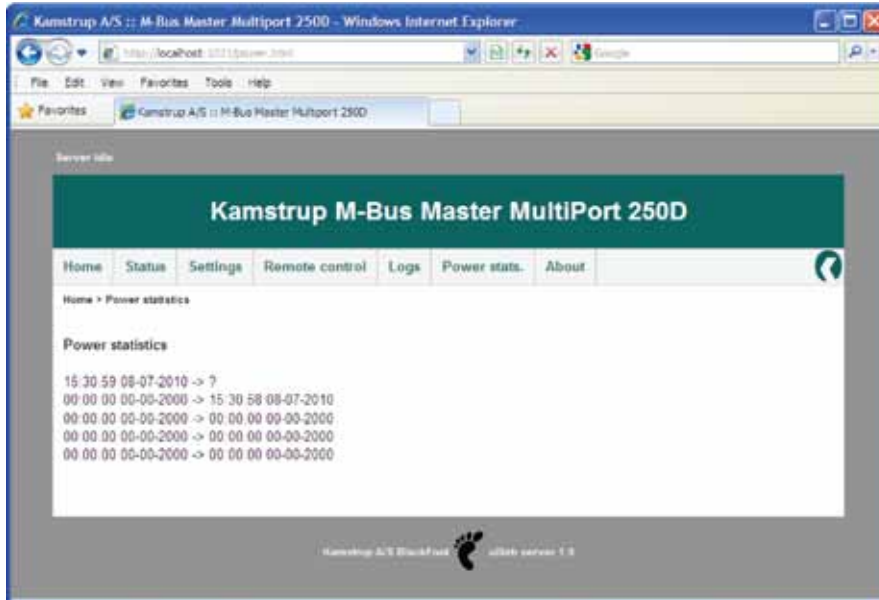 Kamstrup A/S :: M-Bus Master Multiport 250D - Windows Internet Explorer
Google
File Edit View Favorites Tools Help
Favorites Kamstrup A/S :: M-Bus Master Multiport 250D
Server idle
Kamstrup M-Bus Master MultiPort 250D
Home Status Settings Remote control Logs Power stats. About
Home > Power statistics
Power statistics
15:30:59 08-07-2010 -> ?
00:00:00 00-00-2000 -> 15:30:58 08-07-2010
00:00:00 00-00-2000 -> 00:00:00 00-00-2000
00:00:00 00-00-2000 -> 00:00:00 00-00-2000
00:00:00 00-00-2000 -> 00:00:00 00-00-2000
Kamstrup A/S BlackFoot uWeb server